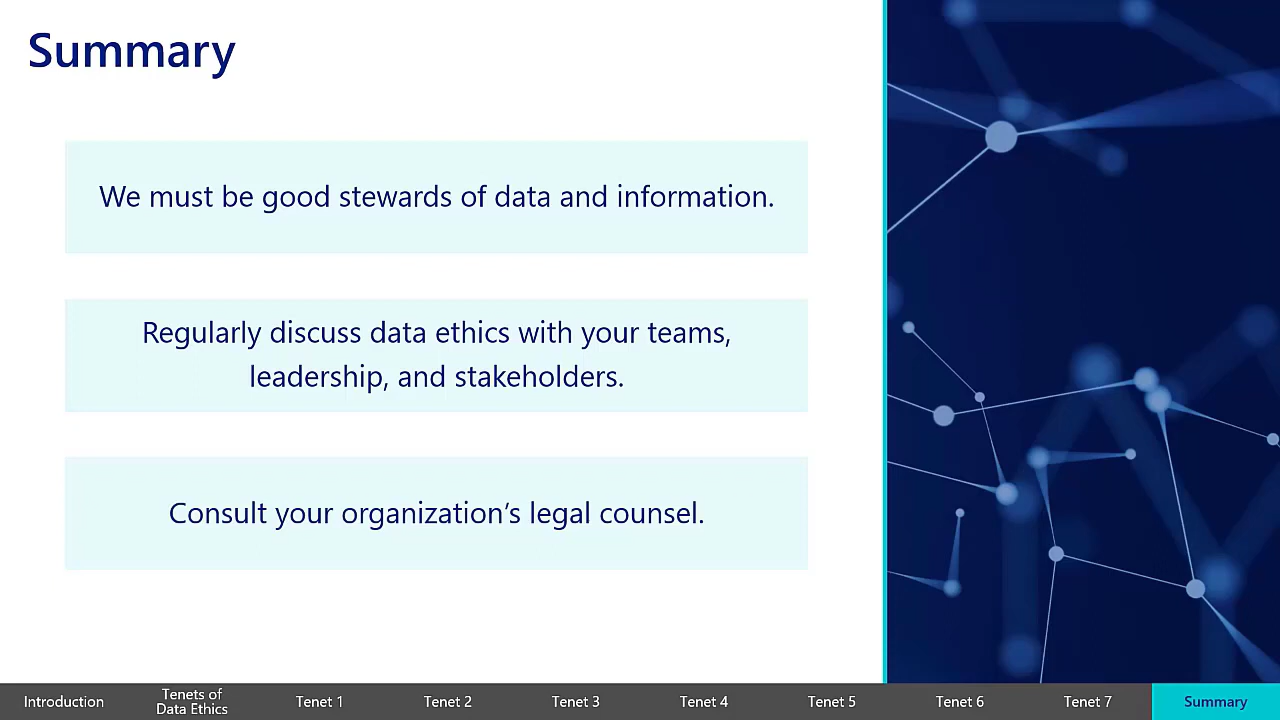 Summary
We must be good stewards of data and information.
Regularly discuss data ethics with your teams,
leadership, and stakeholders.
Consult your organization’s legal counsel.
Introduction
Tenets of
Data Ethics
Tenet 1
Tenet 2
Tenet 3
Tenet 4
Tenet 5
Tenet 6
Tenet 7
Summary